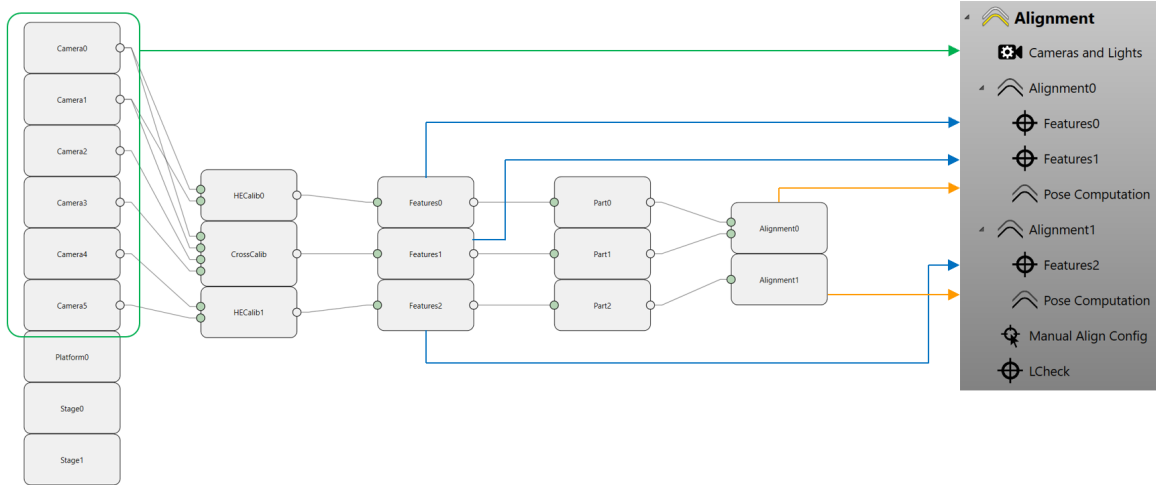 Camera0
Camera1
Camera2
Camera3
Camera4
Camera5
Platform0
Stage0
Stage1
HECalib0
CrossCalib
HECalib1
Features0
Features1
Features2
Part0
Part1
Part2
Alignment0
Alignment1
Alignment
Cameras and Lights
Alignment0
Features0
Features1
Pose Computation
Alignment1
Features2
Pose Computation
Manual Align Config
LCheck